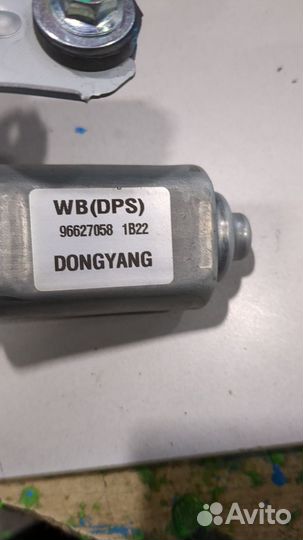 WB(DPS)
96627058 1B22
DONGYANG
Avito